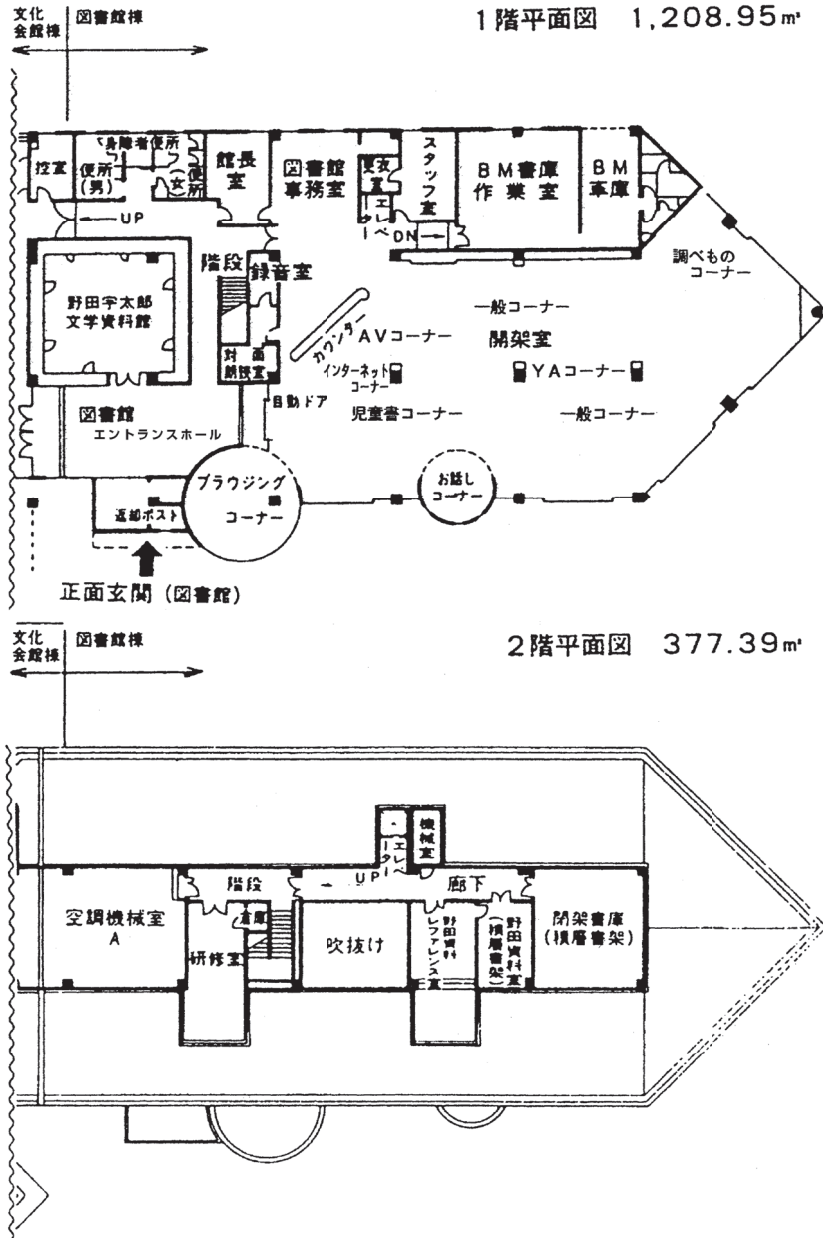 文化
会館棟
図書館棟
1階平面図 1,208.95㎡
控室
身障者便所
便所
(男)
便所
(女)
館長
室
図書館
事務室
更衣
室
エレベ
ーター
スタッフ室
BM書庫
作業室
BM
車庫
UP
DN
階段
録音室
調べもの
コーナー
野田宇太郎
文学資料館
カウンター
AVコーナー
一般コーナー
開架室
対面
朗読室
インターネット
コーナー
YAコーナー
自動ドア
児童書コーナー
一般コーナー
図書館
エントランスホール
ブラウジング
コーナー
お話し
コーナー
返却ポスト
正面玄関(図書館)
文化
会館棟
図書館棟
2階平面図 377.39㎡
機械室
エレベ
ーター
階段
UP
廊下
空調機械室
A
倉庫
研修室
吹抜け
野田資料
レファレンス室
野田資料室
(積層書架)
閉架書庫
(積層書架)